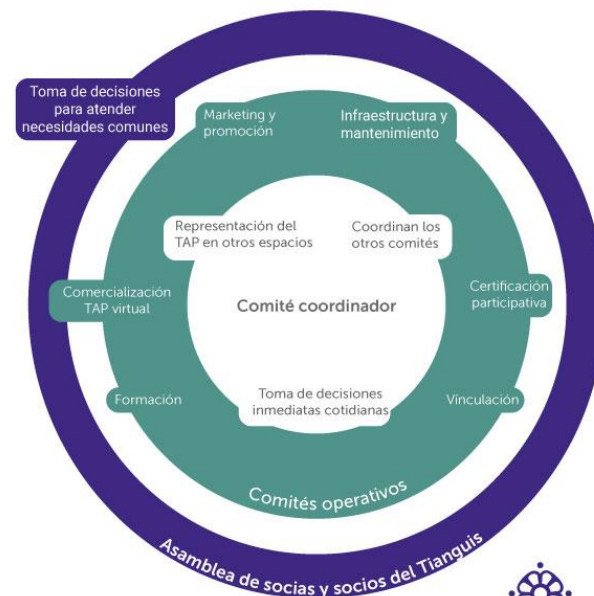 Toma de decisiones
para atender
necesidades comunes
Marketing y
promoción
Infraestructura y
mantenimiento
Representación del
TAP en otros espacios
Coordinan los
otros comités
Comercialización
TAP virtual
Comité coordinador
Certificación
participativa
Formación
Toma de decisiones
inmediatas cotidianas
Vinculación
Comités operativos
Asamblea de socias y socios del Tianguis